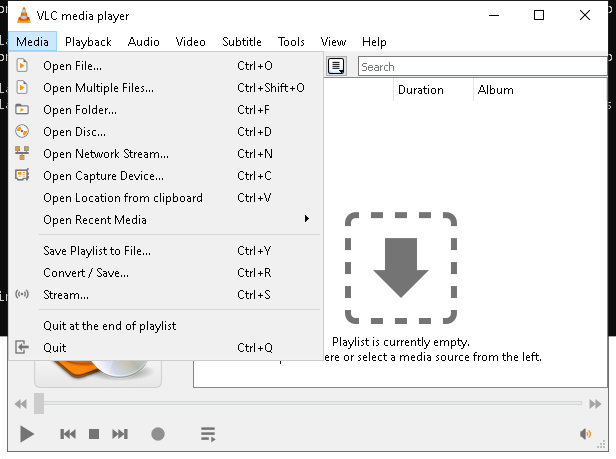 VLC media player
Media Playback Audio Video Subtitle Tools View Help
Open File... Ctrl+O
Open Multiple Files... Ctrl+Shift+O
Open Folder... Ctrl+F
Open Disc... Ctrl+D
Open Network Stream... Ctrl+N
Open Capture Device... Ctrl+C
Open Location from clipboard Ctrl+V
Open Recent Media
Save Playlist to File... Ctrl+Y
Convert / Save... Ctrl+R
Stream... Ctrl+S
Quit at the end of playlist
Quit Ctrl+Q
Search
Duration Album
Playlist is currently empty.
ere or select a media source from the left.